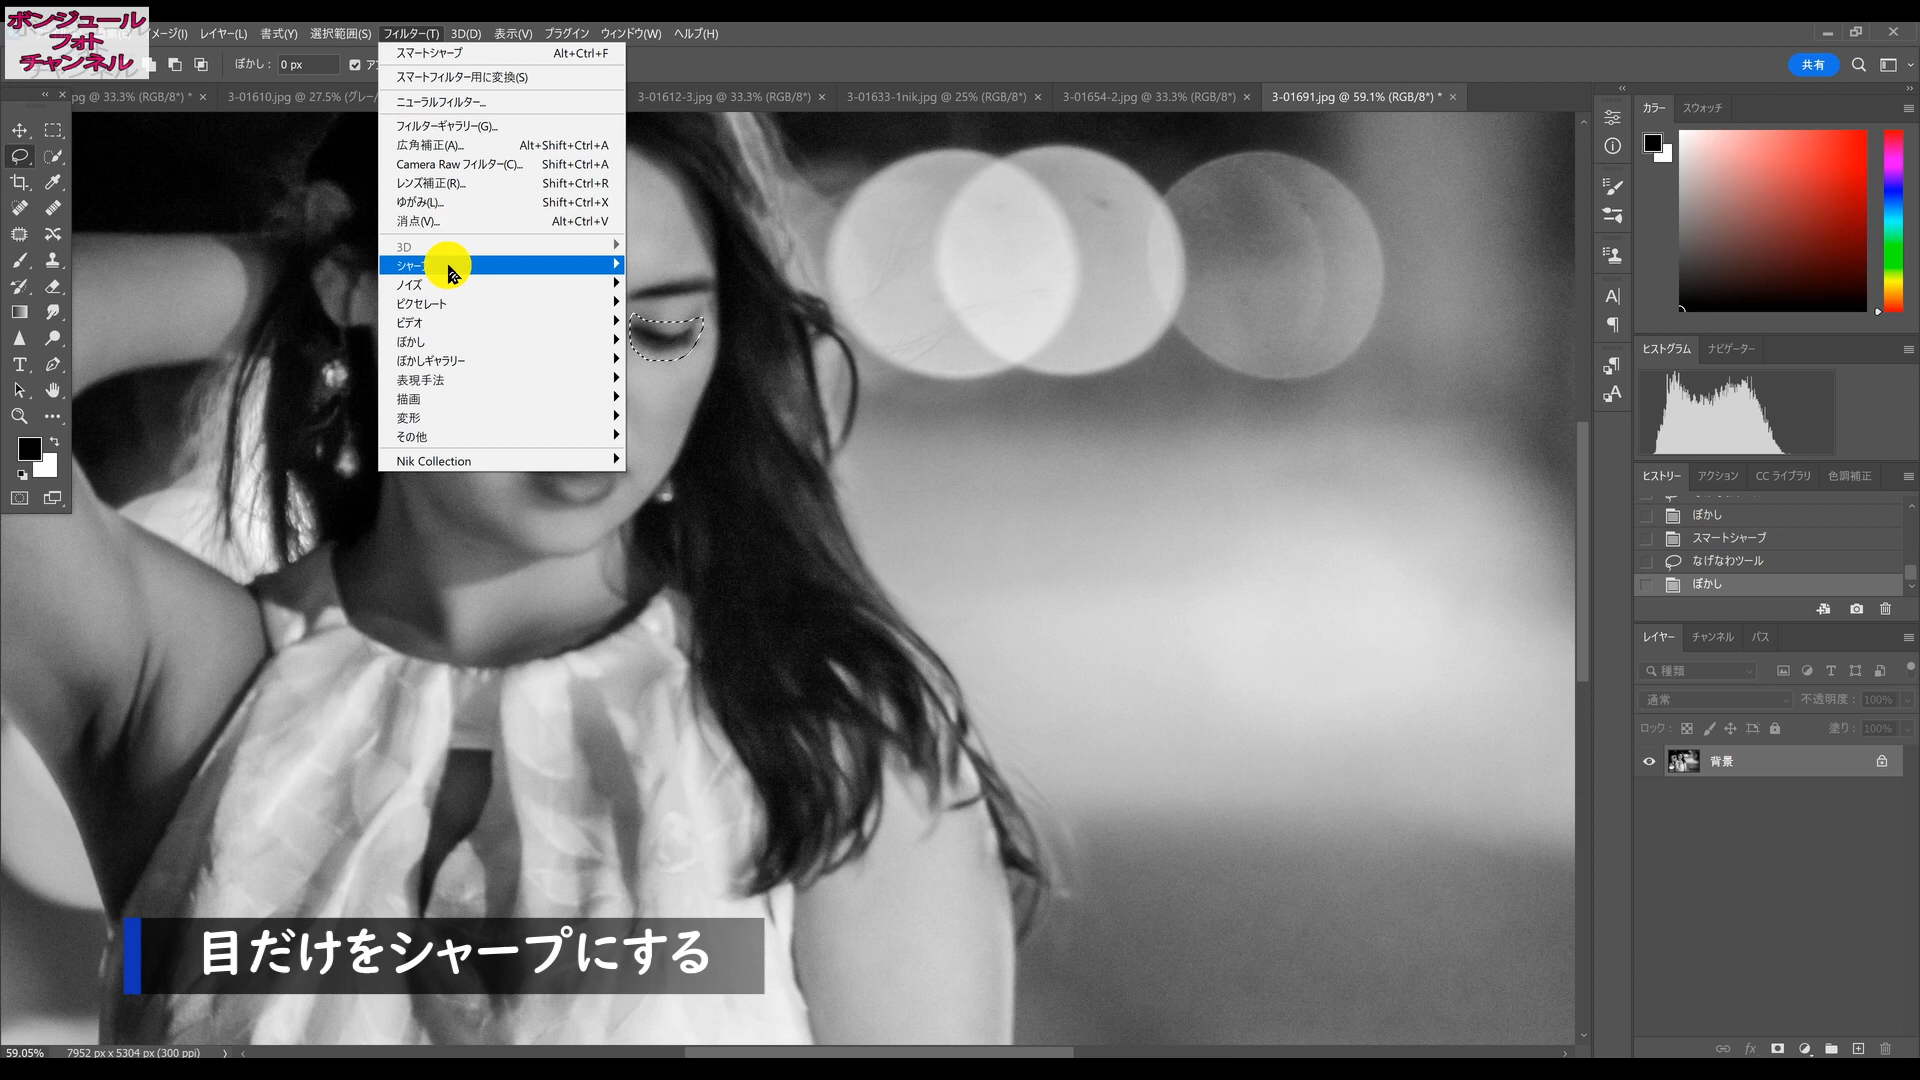 ボンジュール
フォト
チャンネル
メージ(I) レイヤー(L) 書式(Y) 選択範囲(S) フィルター(T) 3D(D) 表示(V) プラグイン ウィンドウ(W) ヘルプ(H)
ぼかし : 0 px
共有
pg @ 33.3% (RGB/8*) * ×
3-01610.jpg @ 27.5% (グレー/
3-01612-3.jpg @ 33.3% (RGB/8*) ×
3-01633-1nik.jpg @ 25% (RGB/8*) ×
3-01654-2.jpg @ 33.3% (RGB/8*) ×
3-01691.jpg @ 59.1% (RGB/8*) * ×
スマートシャープ Alt+Ctrl+F
スマートフィルター用に変換(S)
ニューラルフィルター...
フィルターギャラリー(G)...
広角補正(A)... Alt+Shift+Ctrl+A
Camera Raw フィルター(C)... Shift+Ctrl+A
レンズ補正(R)... Shift+Ctrl+R
ゆがみ(L)... Shift+Ctrl+X
消点(V)... Alt+Ctrl+V
3D
シャー
ノイズ
ピクセレート
ビデオ
ぼかし
ぼかしギャラリー
表現手法
描画
変形
その他
Nik Collection
カラー スウォッチ
ヒストグラム ナビゲーター
ヒストリー アクション CC ライブラリ 色調補正
ぼかし
スマートシャープ
なげなわツール
ぼかし
レイヤー チャンネル パス
種類
通常 不透明度 : 100%
ロック : 塗り : 100%
背景
目だけをシャープにする
59.05% 7952 px x 5304 px (300 ppi)